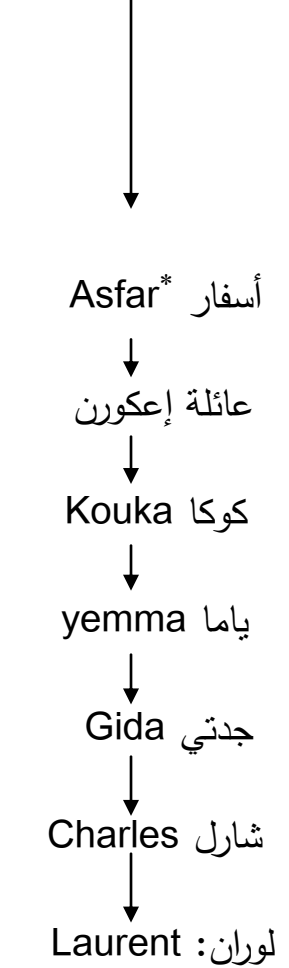 أسفار *Asfar
عائلة إعكورن
كوكا Kouka
ياما yemma
جدتي Gida
شارل Charles
لوران: Laurent